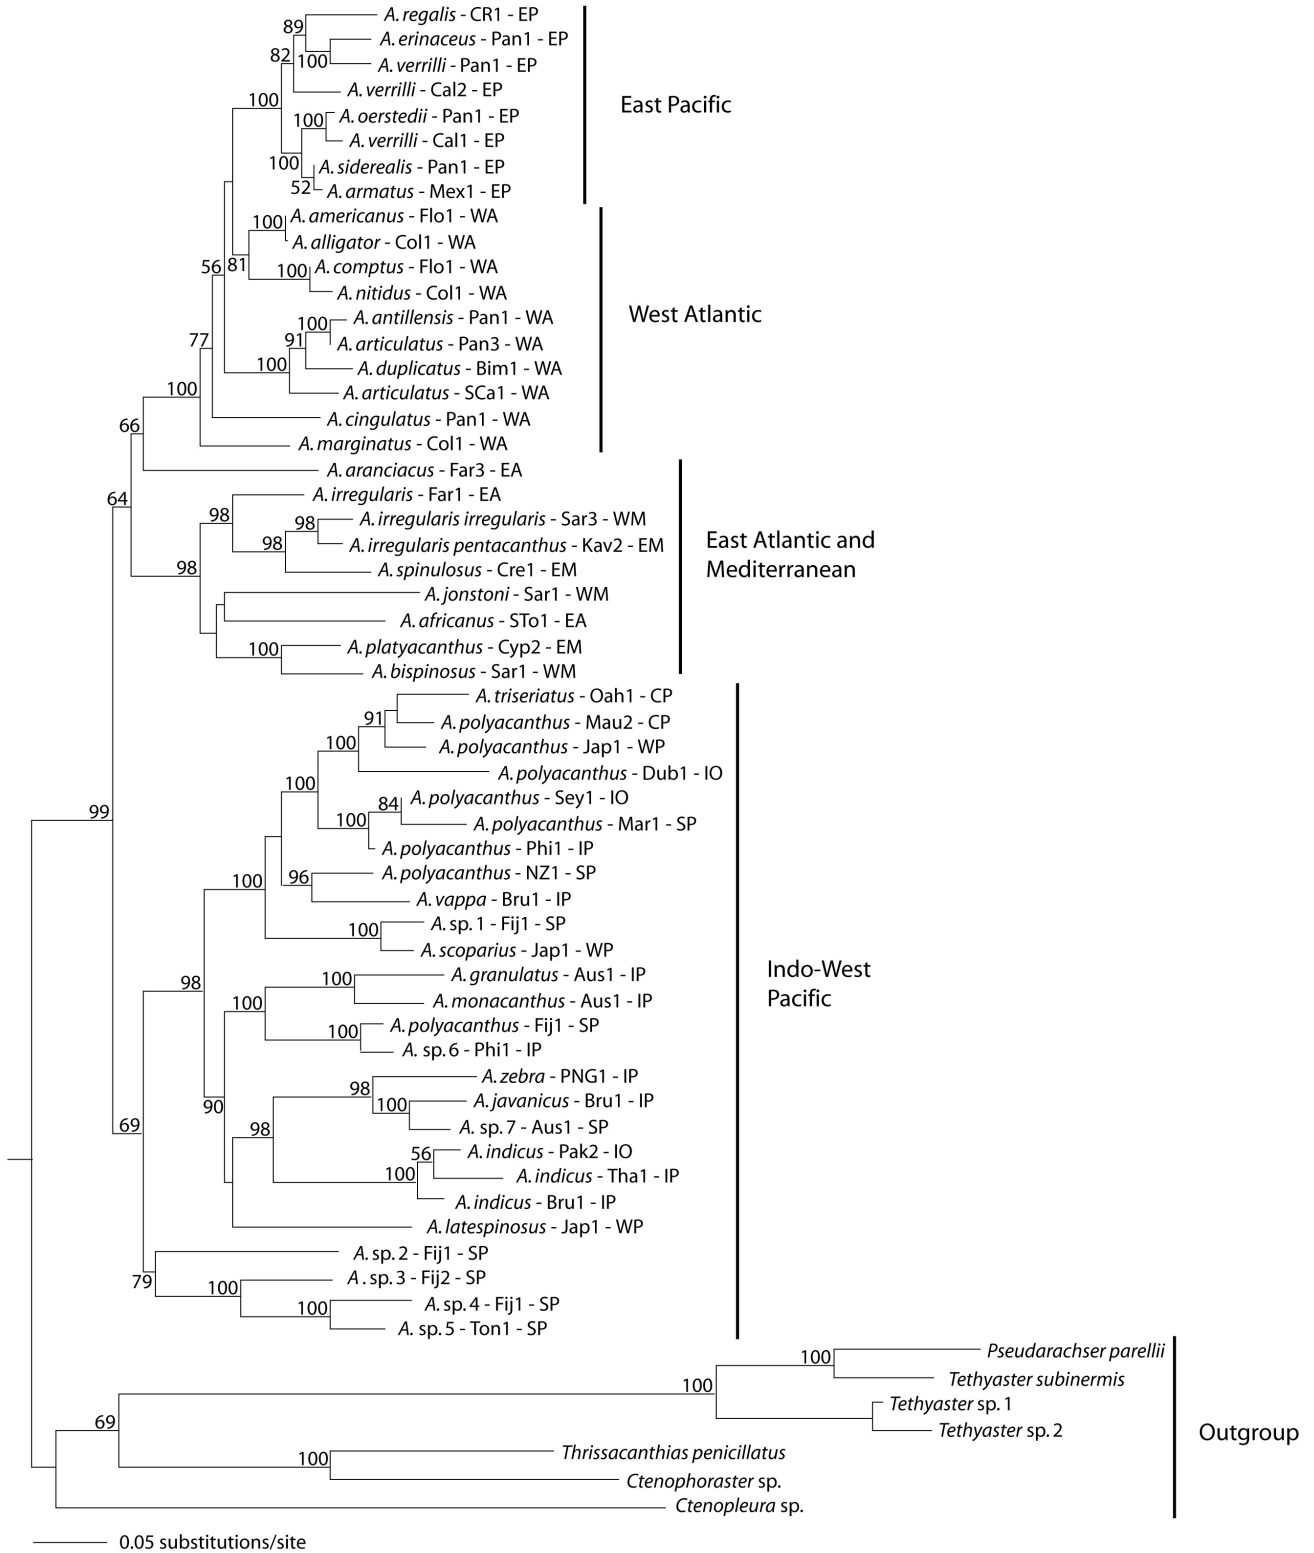 89
A. regalis - CR1 - EP
A. erinaceus - Pan1 - EP
82
100
A. verrilli - Pan1 - EP
A. verrilli - Cal2 - EP
100
East Pacific
100
A. oerstedii - Pan1 - EP
A. verrilli - Cal1 - EP
100
A. siderealis - Pan1 - EP
52
A. armatus - Mex1 - EP
100
A. americanus - Flo1 - WA
A. alligator - Col1 - WA
56
81
100
A. comptus - Flo1 - WA
A. nitidus - Col1 - WA
West Atlantic
100
A. antillensis - Pan1 - WA
77
91
A. articulatus - Pan3 - WA
100
A. duplicatus - Bim1 - WA
100
A. articulatus - SCa1 - WA
66
A. cingulatus - Pan1 - WA
A. marginatus - Col1 - WA
A. aranciacus - Far3 - EA
64
A. irregularis - Far1 - EA
98
98
A. irregularis irregularis - Sar3 - WM
98
A. irregularis pentacanthus - Kav2 - EM
East Atlantic and
Mediterranean
98
A. spinulosus - Cre1 - EM
A. jonstoni - Sar1 - WM
A. africanus - STo1 - EA
100
A. platyacanthus - Cyp2 - EM
A. bispinosus - Sar1 - WM
A. triseriatus - Oah1 - CP
91
A. polyacanthus - Mau2 - CP
100
A. polyacanthus - Jap1 - WP
A. polyacanthus - Dub1 - IO
100
84
A. polyacanthus - Sey1 - IO
99
100
A. polyacanthus - Mar1 - SP
A. polyacanthus - Phi1 - IP
100
96
A. polyacanthus - NZ1 - SP
A. vappa - Bru1 - IP
100
A. sp. 1 - Fij1 - SP
A. scoparius - Jap1 - WP
Indo-West
Pacific
98
100
A. granulatus - Aus1 - IP
100
A. monacanthus - Aus1 - IP
100
A. polyacanthus - Fij1 - SP
A. sp. 6 - Phi1 - IP
98
A. zebra - PNG1 - IP
90
100
A. javanicus - Bru1 - IP
69
98
A. sp. 7 - Aus1 - SP
56
A. indicus - Pak2 - IO
100
A. indicus - Tha1 - IP
A. indicus - Bru1 - IP
A. latespinosus - Jap1 - WP
A. sp. 2 - Fij1 - SP
79
100
A . sp. 3 - Fij2 - SP
100
A. sp. 4 - Fij1 - SP
A. sp. 5 - Ton1 - SP
100
Pseudarachser parellii
100
Tethyaster subinermis
Tethyaster sp. 1
69
Tethyaster sp. 2
Outgroup
100
Thrissacanthias penicillatus
Ctenophoraster sp.
Ctenopleura sp.
0.05 substitutions/site